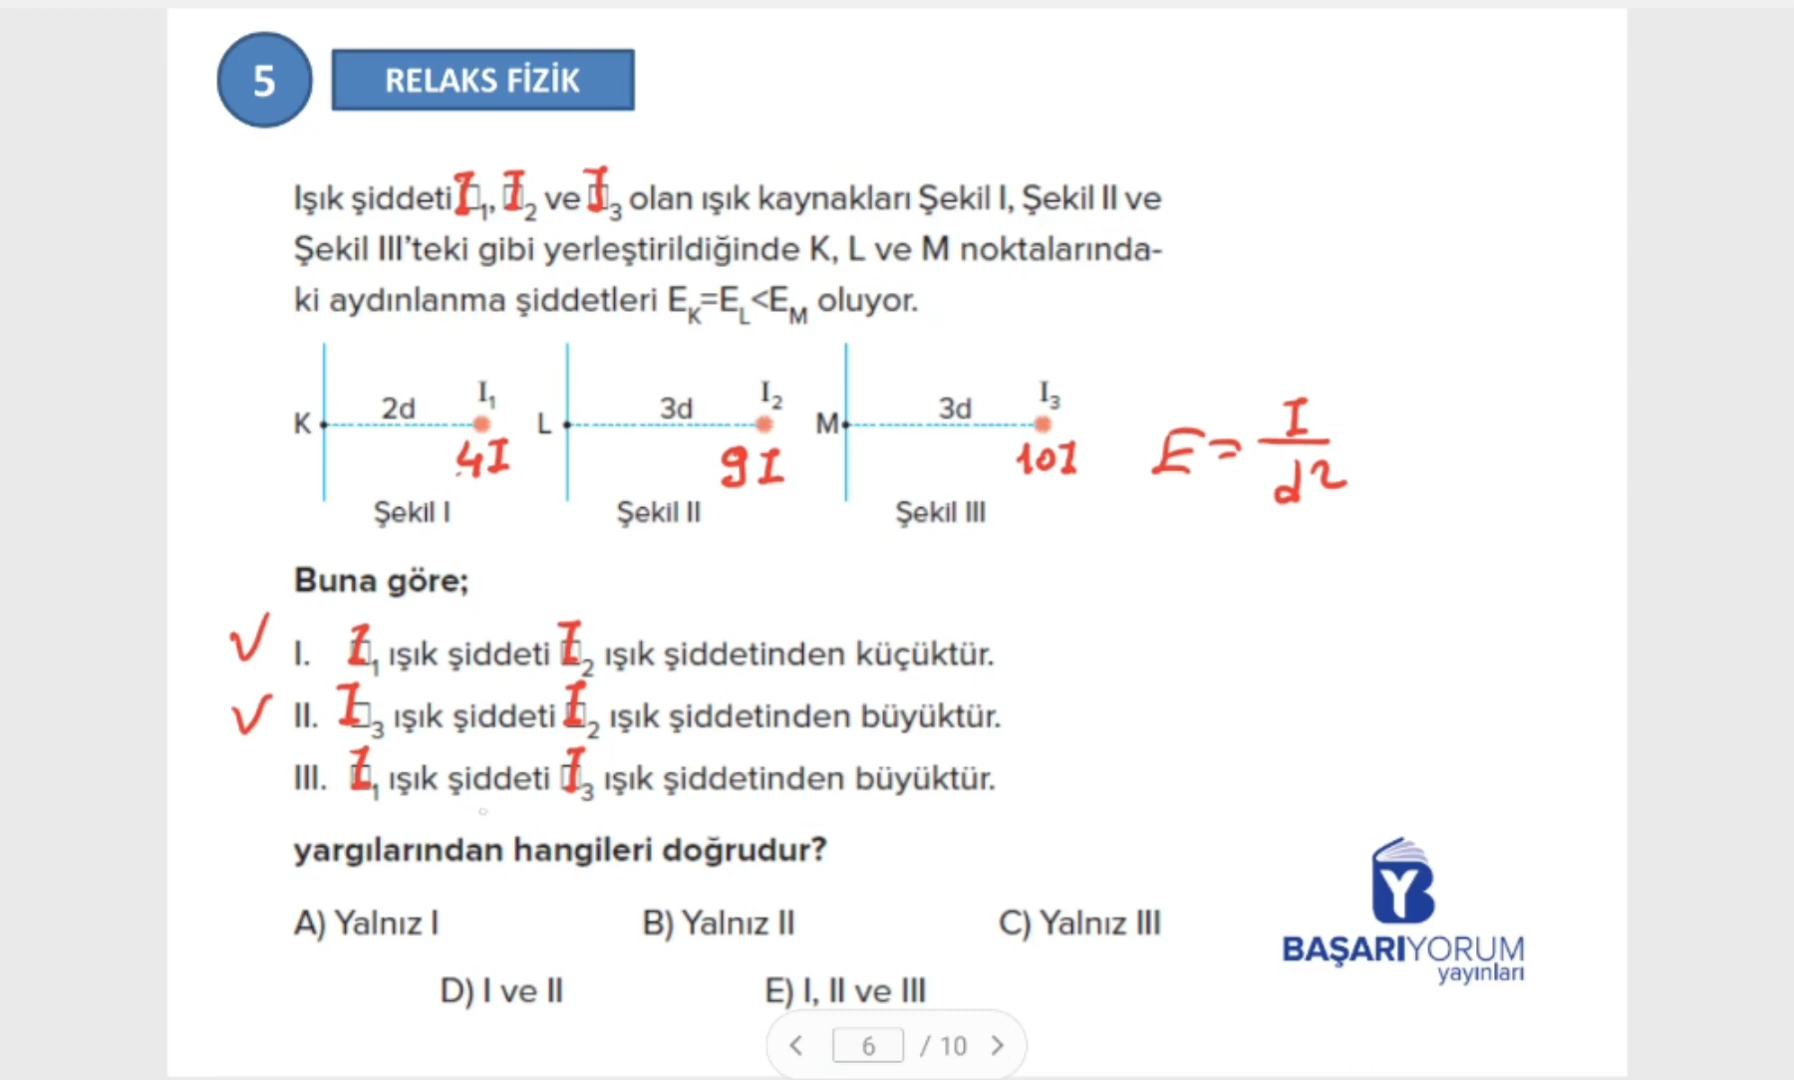 5 RELAKS FİZİK
Işık şiddeti I₁, I₂ ve I₃ olan ışık kaynakları Şekil I, Şekil II ve
Şekil III'teki gibi yerleştirildiğinde K, L ve M noktalarında-
ki aydınlanma şiddetleri E_K=E_L<E_M oluyor.
K 2d I₁ L 3d I₂ M 3d I₃
4I 9I 10I E = I/d²
Şekil I Şekil II Şekil III
Buna göre;
✓ I. I₁ ışık şiddeti I₂ ışık şiddetinden küçüktür.
✓ II. I₃ ışık şiddeti I₂ ışık şiddetinden büyüktür.
III. I₁ ışık şiddeti I₃ ışık şiddetinden büyüktür.
yargılarından hangileri doğrudur?
A) Yalnız I B) Yalnız II C) Yalnız III
D) I ve II E) I, II ve III
BAŞARIYORUM
yayınları
< 6 / 10 >